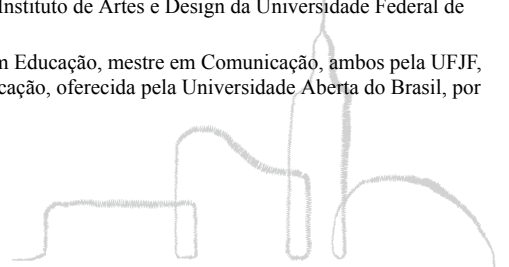 Instituto de Artes e Design da Universidade Federal de
m Educação, mestre em Comunicação, ambos pela UFJF,
cação, oferecida pela Universidade Aberta do Brasil, por